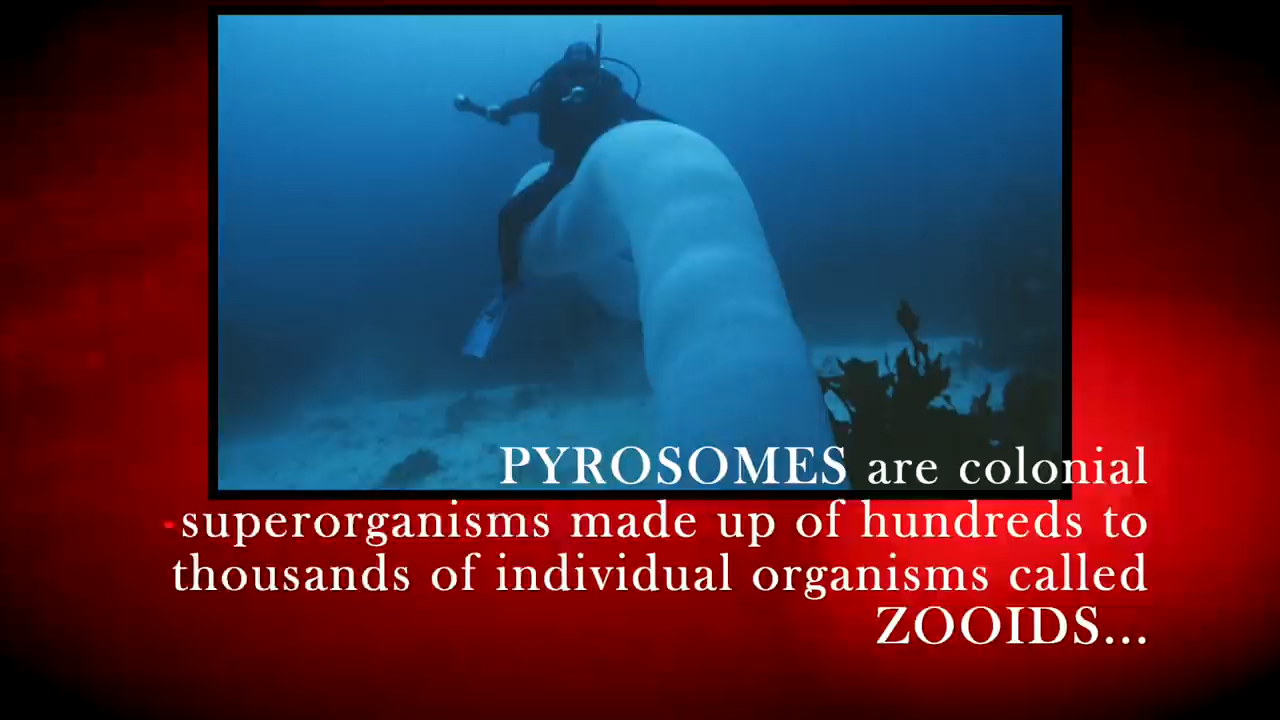 PYROSOMES are colonial
superorganisms made up of hundreds to
thousands of individual organisms called
ZOOIDS...